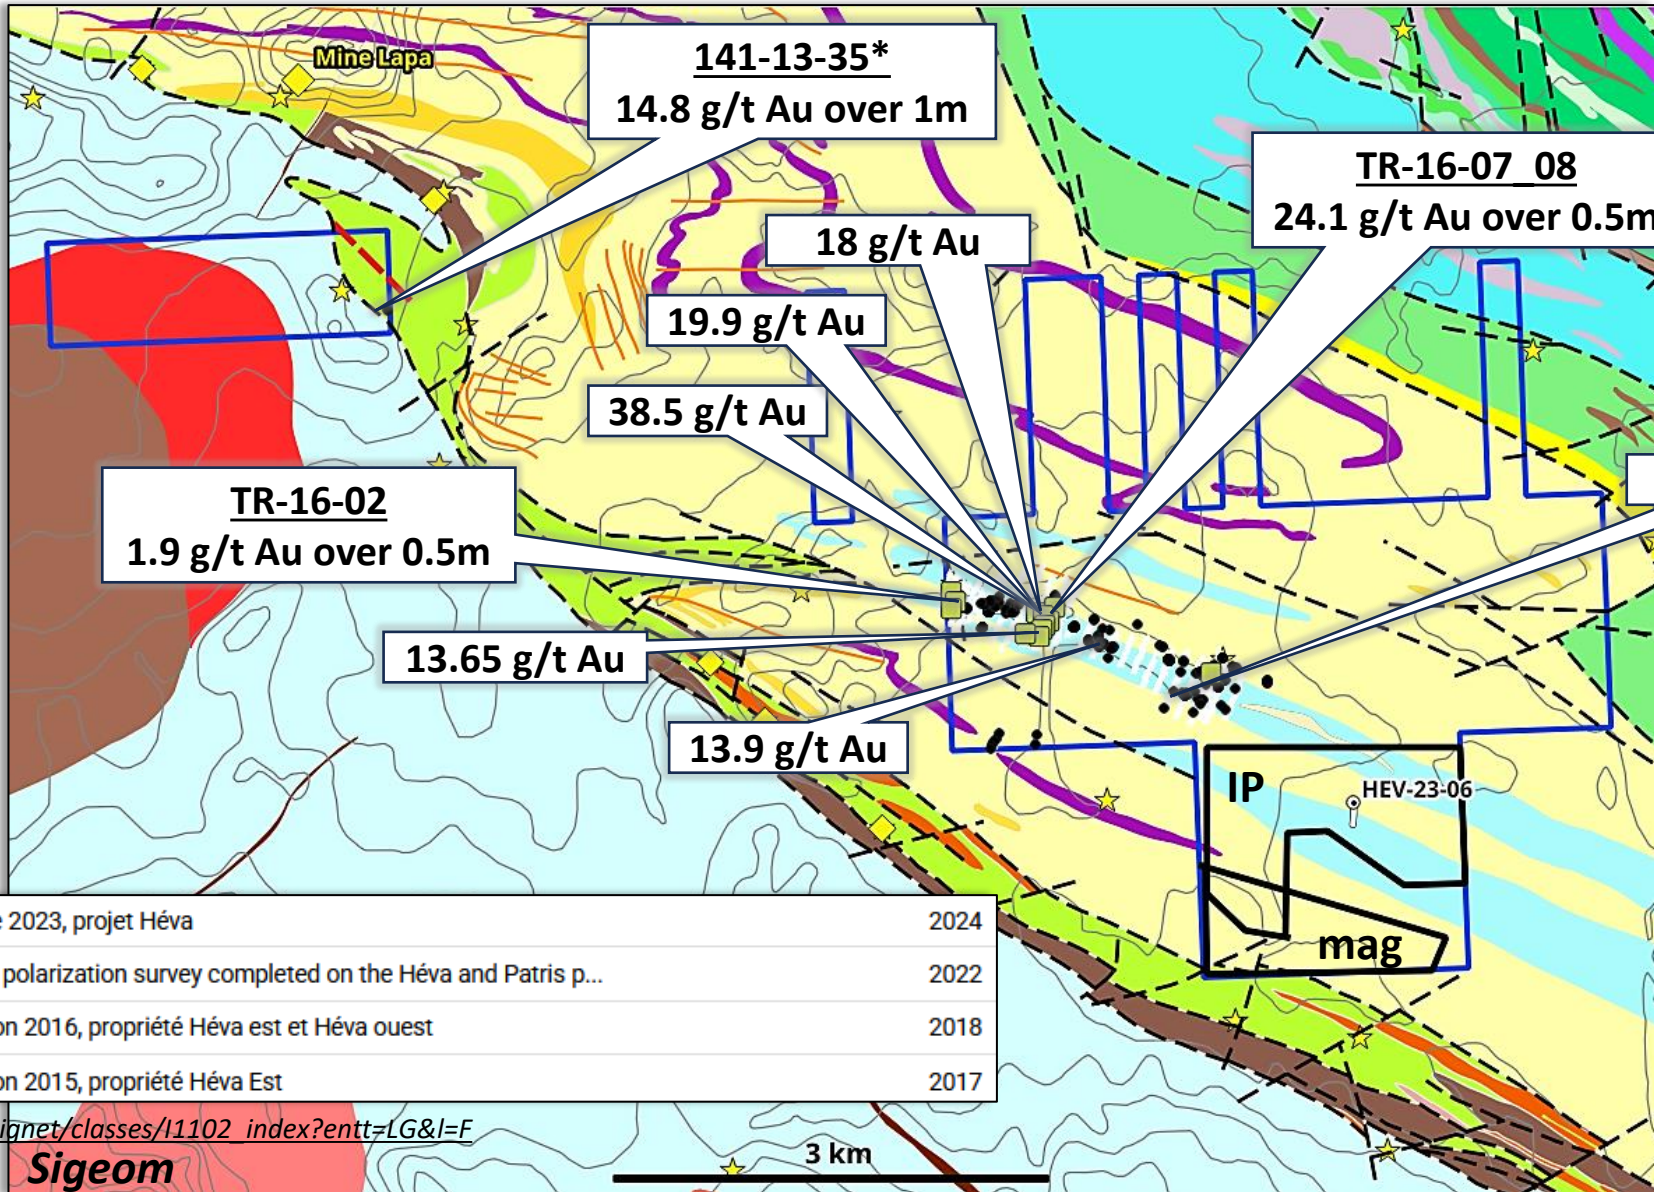 Mine Lapa
141-13-35*
14.8 g/t Au over 1m
TR-16-07_08
24.1 g/t Au over 0.5m
18 g/t Au
19.9 g/t Au
38.5 g/t Au
TR-16-02
1.9 g/t Au over 0.5m
13.65 g/t Au
13.9 g/t Au
IP
HEV-23-06
mag
2023, projet Héva 2024
polarization survey completed on the Héva and Patris p... 2022
on 2016, propriété Héva est et Héva ouest 2018
on 2015, propriété Héva Est 2017
ignet/classes/I1102_index?entt=LG&l=F
Sigeom
3 km